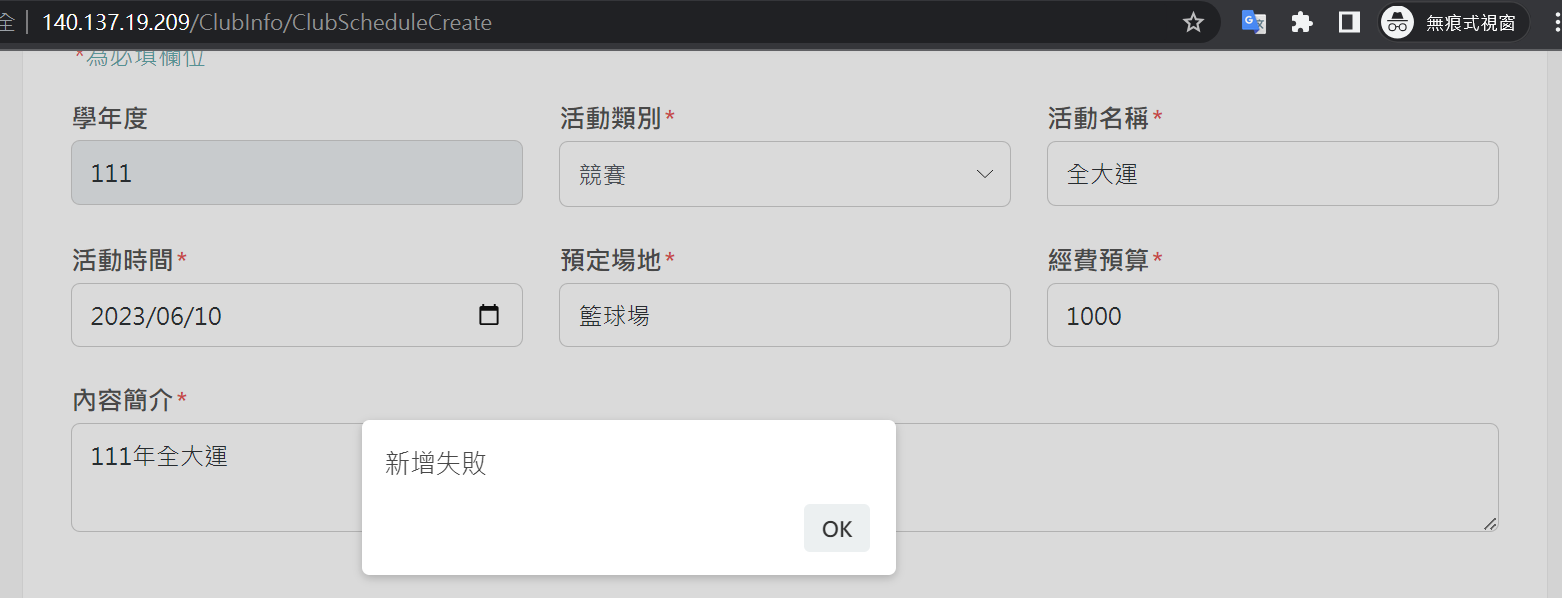 全 140.137.19.209/ClubInfo/ClubScheduleCreate 無痕式視窗
*為必填欄位
學年度 活動類別* 活動名稱*
111 競賽 全大運
活動時間* 預定場地* 經費預算*
2023/06/10 籃球場 1000
內容簡介*
111年全大運
新增失敗
OK